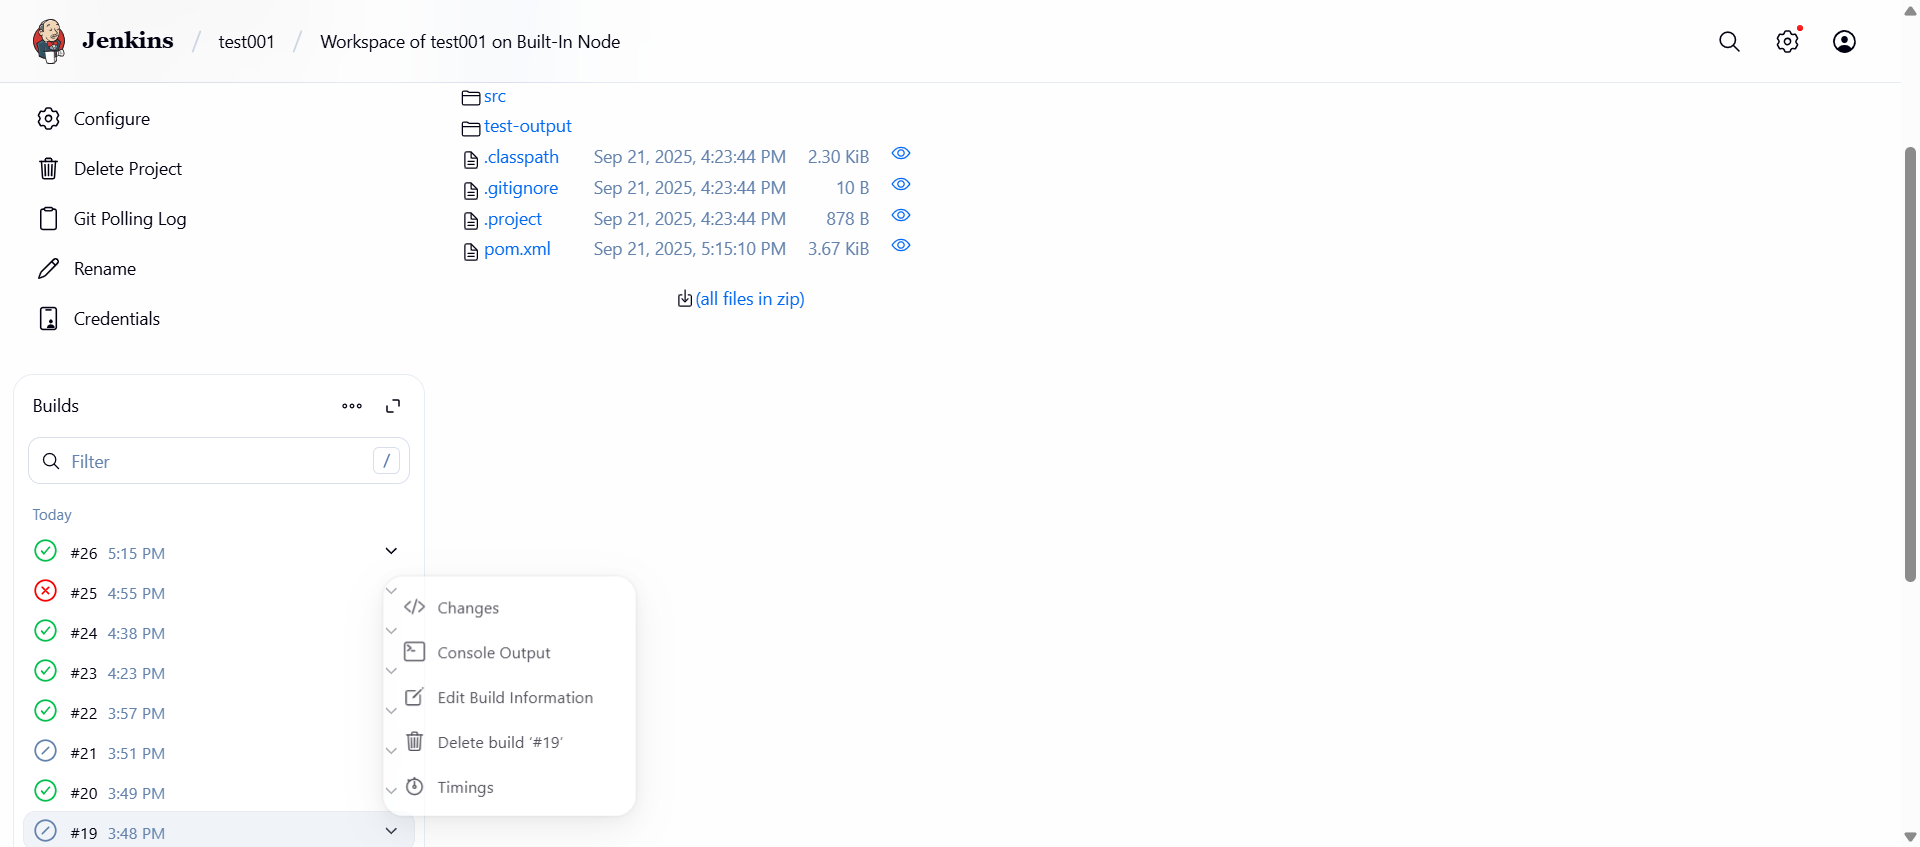 Jenkins / test001 / Workspace of test001 on Built-In Node
Configure
Delete Project
Git Polling Log
Rename
Credentials
src
test-output
.classpath Sep 21, 2025, 4:23:44 PM 2.30 KiB
.gitignore Sep 21, 2025, 4:23:44 PM 10 B
.project Sep 21, 2025, 4:23:44 PM 878 B
pom.xml Sep 21, 2025, 5:15:10 PM 3.67 KiB
(all files in zip)
Builds
Filter /
Today
#26 5:15 PM
#25 4:55 PM
#24 4:38 PM
#23 4:23 PM
#22 3:57 PM
#21 3:51 PM
#20 3:49 PM
#19 3:48 PM
Changes
Console Output
Edit Build Information
Delete build ‘#19’
Timings